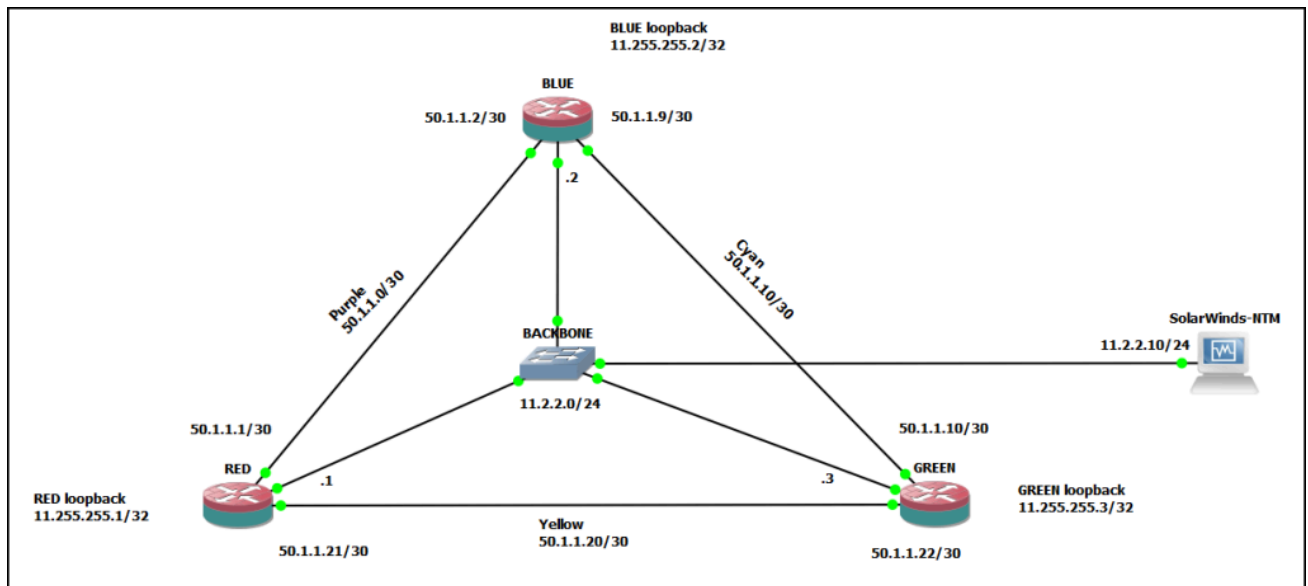 BLUE loopback
11.255.255.2/32
BLUE
50.1.1.2/30
50.1.1.9/30
.2
Purple
50.1.1.0/30
Cyan
50.1.1.10/30
BACKBONE
11.2.2.0/24
SolarWinds-NTM
11.2.2.10/24
50.1.1.1/30
RED
.1
RED loopback
11.255.255.1/32
50.1.1.21/30
Yellow
50.1.1.20/30
50.1.1.10/30
GREEN
.3
GREEN loopback
11.255.255.3/32
50.1.1.22/30